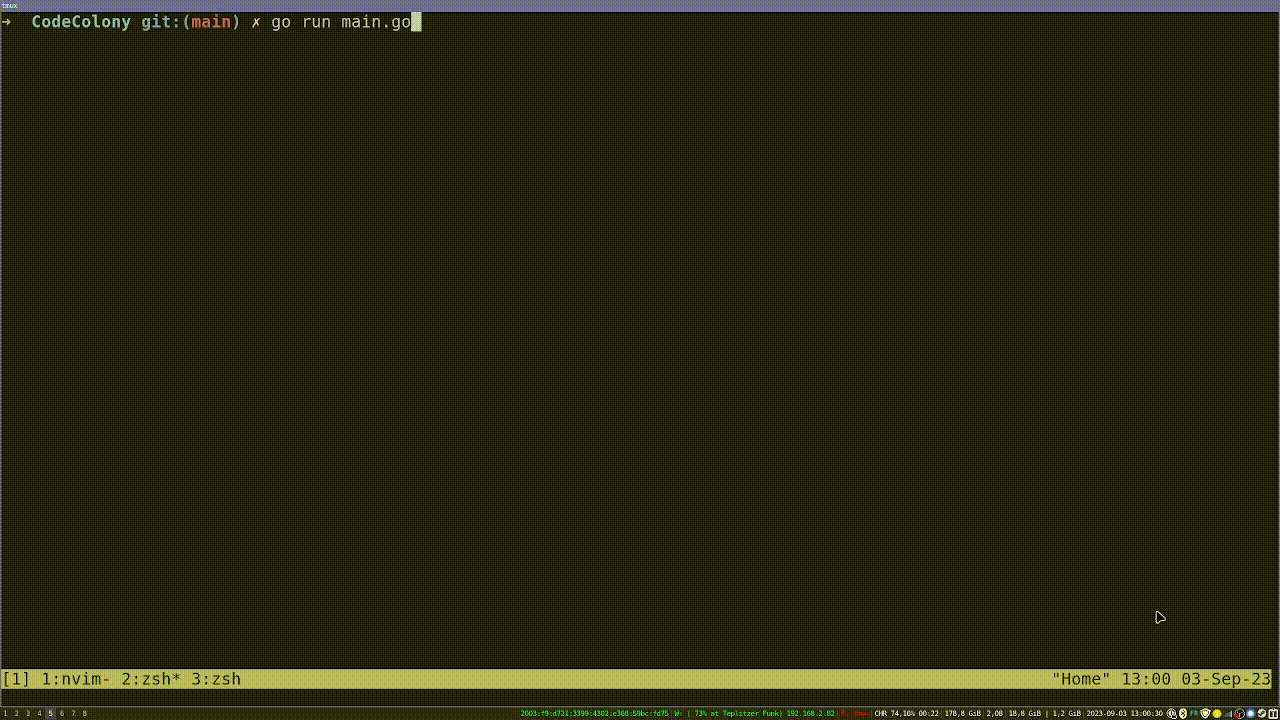 tmux
→ CodeColony git:(main) ✗ go run main.go
[1] 1:nvim- 2:zsh* 3:zsh "Home" 13:00 03-Sep-23
1 2 3 4 5 6 7 8 2003:f9:d721:3399:4302:e368:59bc:fd75 W: ( 73% at Teplitzer Funk) 192.168.2.82 E: down CHR 74,16% 00:22 178,8 GiB 2,08 18,8 GiB | 1,2 GiB 2023-09-03 13:00:30